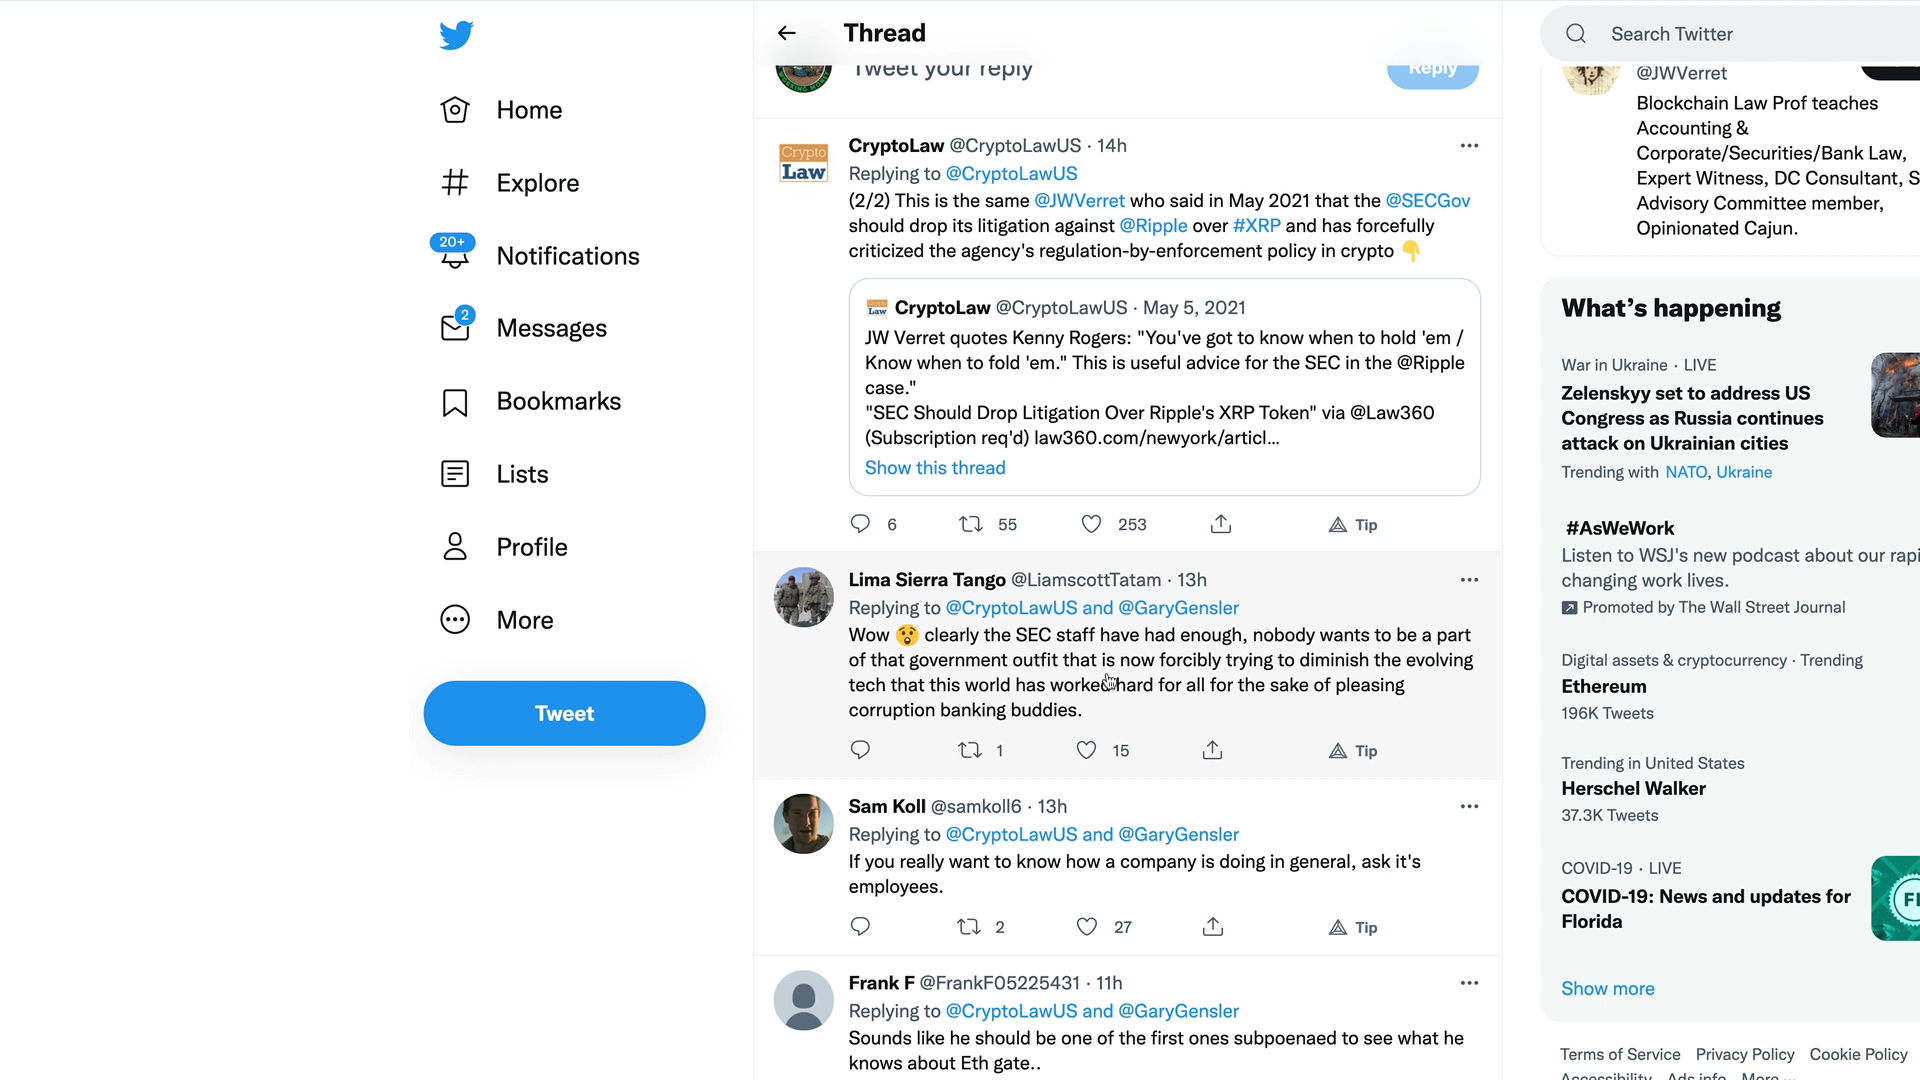 Home
Explore
20+
Notifications
2
Messages
Bookmarks
Lists
Profile
More
Tweet
Thread
Tweet your reply
Reply
Crypto
Law
CryptoLaw @CryptoLawUS · 14h
Replying to @CryptoLawUS
(2/2) This is the same @JWVerret who said in May 2021 that the @SECGov
should drop its litigation against @Ripple over #XRP and has forcefully
criticized the agency's regulation-by-enforcement policy in crypto 👇
CryptoLaw @CryptoLawUS · May 5, 2021
JW Verret quotes Kenny Rogers: "You've got to know when to hold 'em /
Know when to fold 'em." This is useful advice for the SEC in the @Ripple
case."
"SEC Should Drop Litigation Over Ripple's XRP Token" via @Law360
(Subscription req'd) law360.com/newyork/articl...
Show this thread
6 55 253 Tip
Lima Sierra Tango @LiamscottTatam · 13h
Replying to @CryptoLawUS and @GaryGensler
Wow 😲 clearly the SEC staff have had enough, nobody wants to be a part
of that government outfit that is now forcibly trying to diminish the evolving
tech that this world has worked hard for all for the sake of pleasing
corruption banking buddies.
1 15 Tip
Sam Koll @samkoll6 · 13h
Replying to @CryptoLawUS and @GaryGensler
If you really want to know how a company is doing in general, ask it's
employees.
2 27 Tip
Frank F @FrankF05225431 · 11h
Replying to @CryptoLawUS and @GaryGensler
Sounds like he should be one of the first ones subpoenaed to see what he
knows about Eth gate..
Search Twitter
@JWVerret
Blockchain Law Prof teaches
Accounting &
Corporate/Securities/Bank Law,
Expert Witness, DC Consultant, S
Advisory Committee member,
Opinionated Cajun.
What's happening
War in Ukraine · LIVE
Zelenskyy set to address US
Congress as Russia continues
attack on Ukrainian cities
Trending with NATO, Ukraine
#AsWeWork
Listen to WSJ's new podcast about our rapi
changing work lives.
Promoted by The Wall Street Journal
Digital assets & cryptocurrency · Trending
Ethereum
196K Tweets
Trending in United States
Herschel Walker
37.3K Tweets
COVID-19 · LIVE
COVID-19: News and updates for
Florida
Show more
Terms of Service Privacy Policy Cookie Policy
Accessibility Ads info More ...